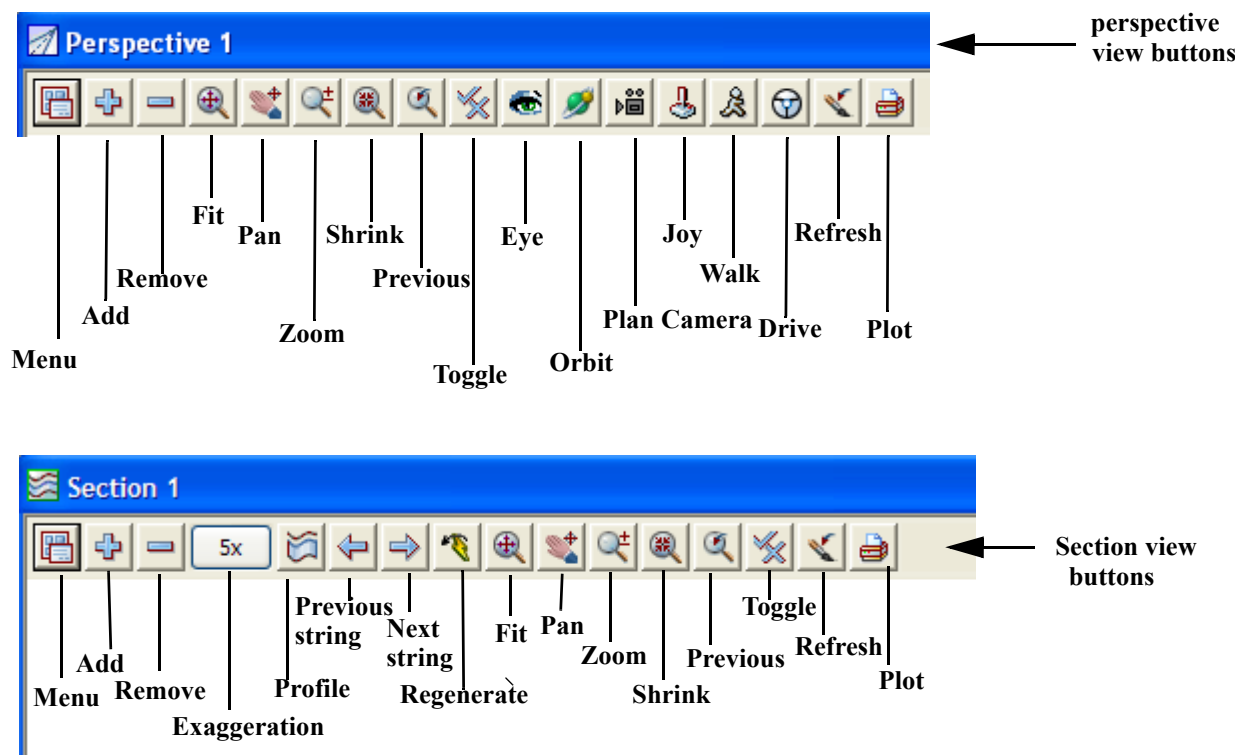 Perspective 1
perspective
view buttons
Fit
Pan
Shrink
Eye
Joy
Refresh
Remove
Previous
Walk
Add
Zoom
Plan Camera
Drive
Plot
Menu
Toggle
Orbit
Section 1
5x
Section view
buttons
Previous
string
Next
string
Fit
Pan
Toggle
Add
Zoom
Previous
Refresh
Menu
Remove
Profile
Regenerate
Shrink
Plot
Exaggeration